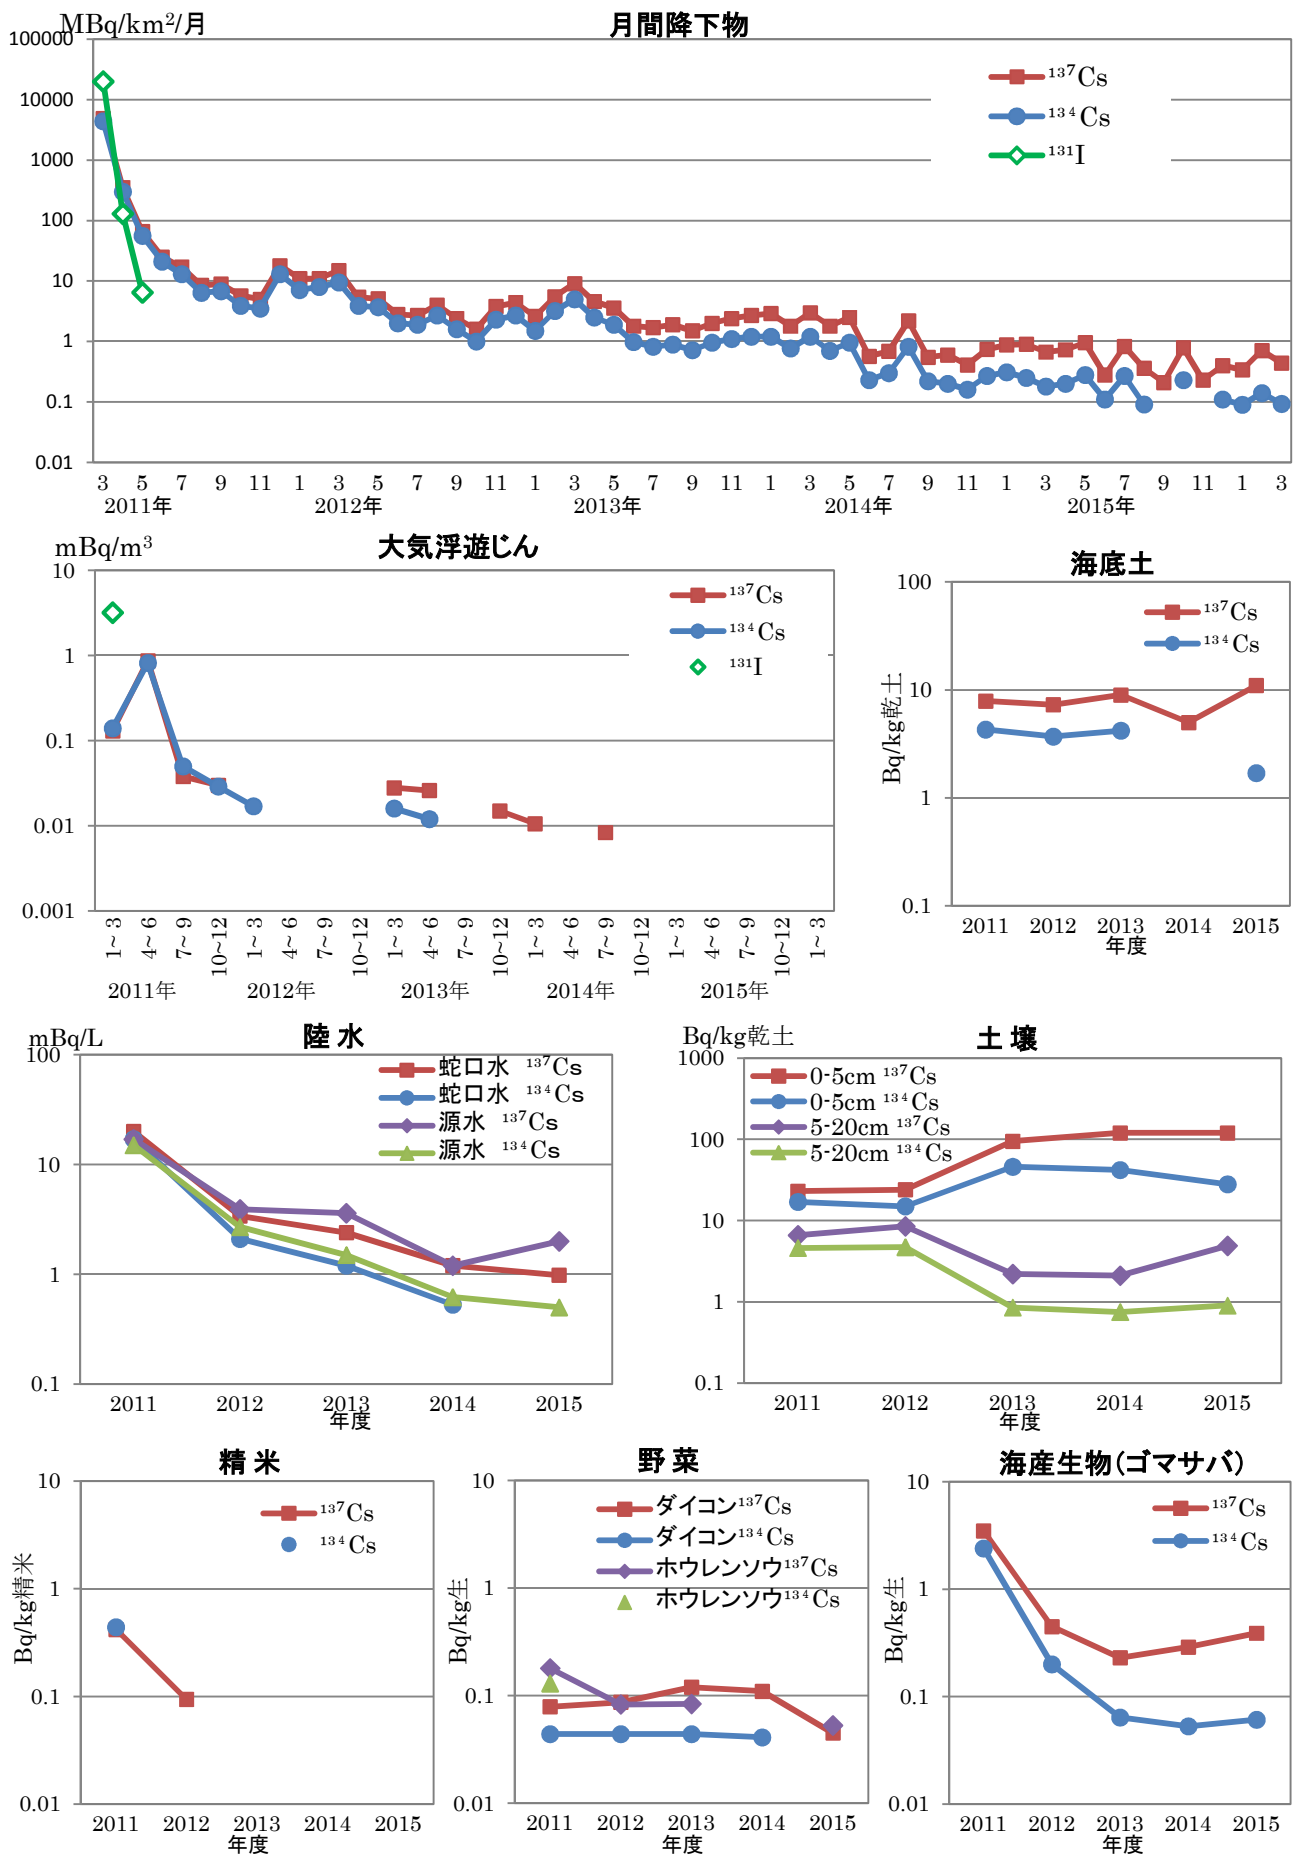 月間降下物
MBq/km²/月
100000
10000
1000
100
10
1
0.1
0.01
¹³⁷Cs
¹³⁴Cs
¹³¹I
3 5 7 9 11 1 3 5 7 9 11 1 3 5 7 9 11 1 3 5 7 9 11 1 3 5 7 9 11 1 3
2011年 2012年 2013年 2014年 2015年
大気浮遊じん
mBq/m³
10
1
0.1
0.01
0.001
¹³⁷Cs
¹³⁴Cs
¹³¹I
1~3 4~6 7~9 10~12 1~3 4~6 7~9 10~12 1~3 4~6 7~9 10~12 1~3 7~9 10~12 1~3 4~6 7~9 10~12 1~3
2011年 2012年 2013年 2014年 2015年
海底土
Bq/kg乾土
100
10
1
0.1
¹³⁷Cs
¹³⁴Cs
2011 2012 2013 2014 2015
年度
陸 水
mBq/L
100
10
1
0.1
蛇口水 ¹³⁷Cs
蛇口水 ¹³⁴Cs
源水 ¹³⁷Cs
源水 ¹³⁴Cs
2011 2012 2013 2014 2015
年度
土 壌
Bq/kg乾土
1000
100
10
1
0.1
0-5cm ¹³⁷Cs
0-5cm ¹³⁴Cs
5-20cm ¹³⁷Cs
5-20cm ¹³⁴Cs
2011 2012 2013 2014 2015
年度
精 米
Bq/kg精米
10
1
0.1
0.01
¹³⁷Cs
¹³⁴Cs
2011 2012 2013 2014 2015
年度
野 菜
Bq/kg生
10
1
0.1
0.01
ダイコン¹³⁷Cs
ダイコン¹³⁴Cs
ホウレンソウ¹³⁷Cs
ホウレンソウ¹³⁴Cs
2011 2012 2013 2014 2015
年度
海産生物(ゴマサバ)
Bq/kg生
10
1
0.1
0.01
¹³⁷Cs
¹³⁴Cs
2011 2012 2013 2014 2015
年度